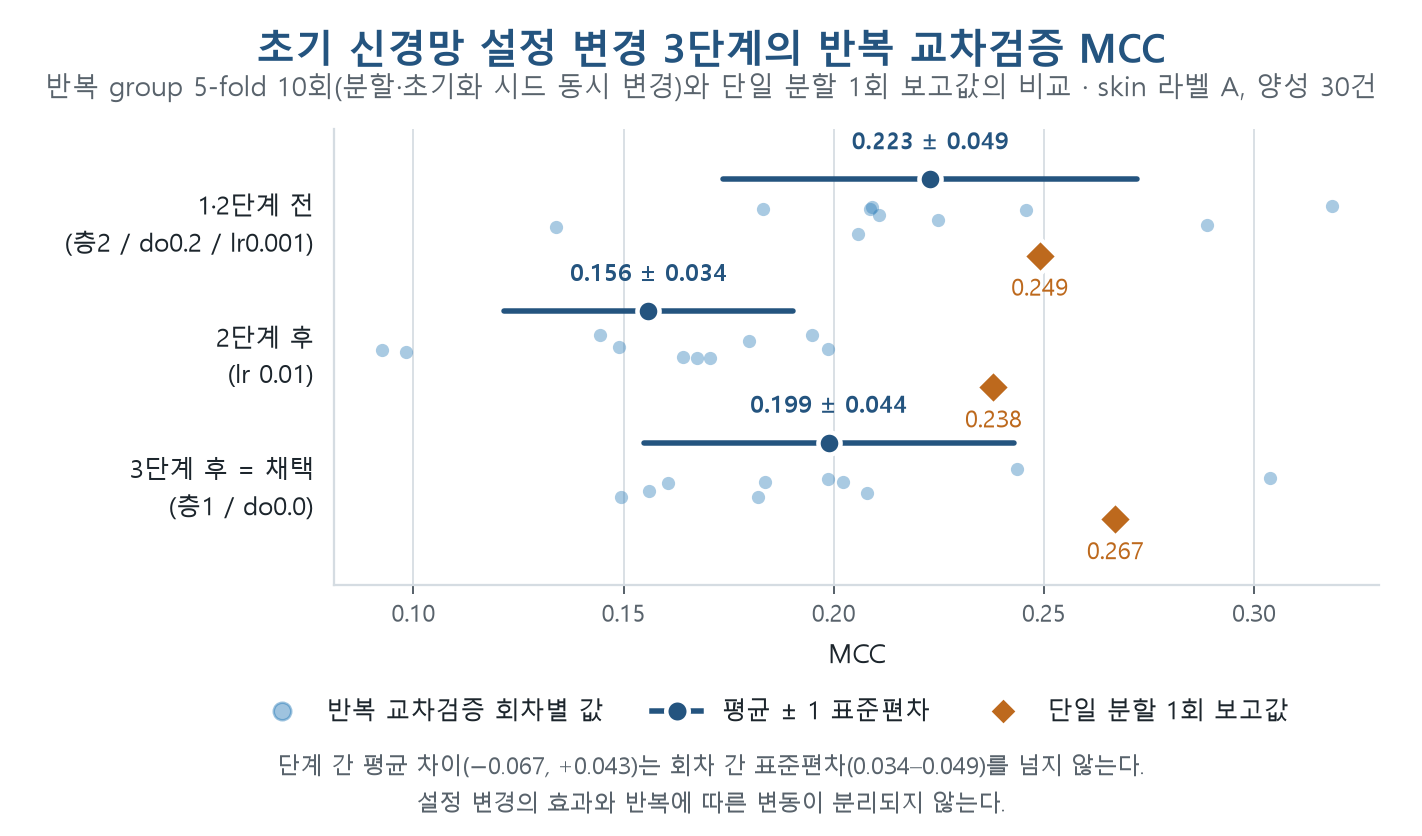 초기 신경망 설정 변경 3단계의 반복 교차검증 MCC
반복 group 5-fold 10회(분할·초기화 시드 동시 변경)와 단일 분할 1회 보고값의 비교 · skin 라벨 A, 양성 30건
0.223 ± 0.049
1·2단계 전
(층2 / do0.2 / lr0.001)
0.249
0.156 ± 0.034
2단계 후
(lr 0.01)
0.238
0.199 ± 0.044
3단계 후 = 채택
(층1 / do0.0)
0.267
0.10 0.15 0.20 0.25 0.30
MCC
반복 교차검증 회차별 값 평균 ± 1 표준편차 단일 분할 1회 보고값
단계 간 평균 차이(−0.067, +0.043)는 회차 간 표준편차(0.034–0.049)를 넘지 않는다.
설정 변경의 효과와 반복에 따른 변동이 분리되지 않는다.